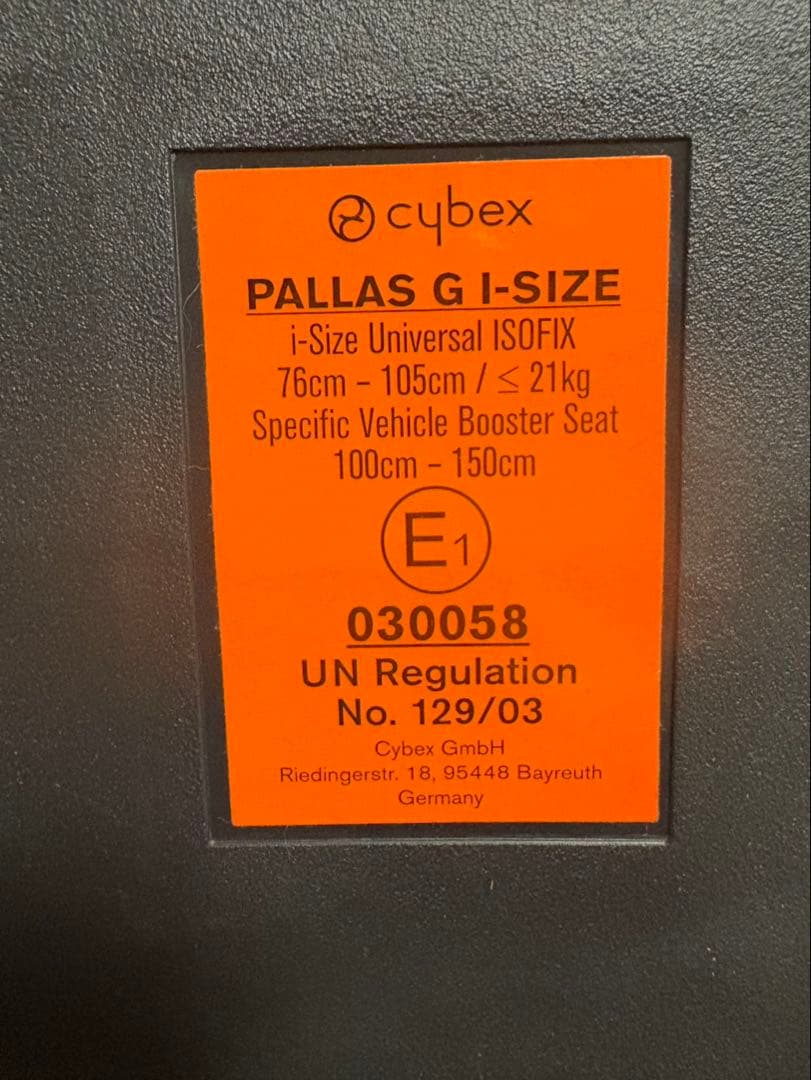 cybex
PALLAS G I-SIZE
i-Size Universal ISOFIX
76cm – 105cm / ≤ 21kg
Specific Vehicle Booster Seat
100cm – 150cm
E1
030058
UN Regulation
No. 129/03
Cybex GmbH
Riedingerstr. 18, 95448 Bayreuth
Germany